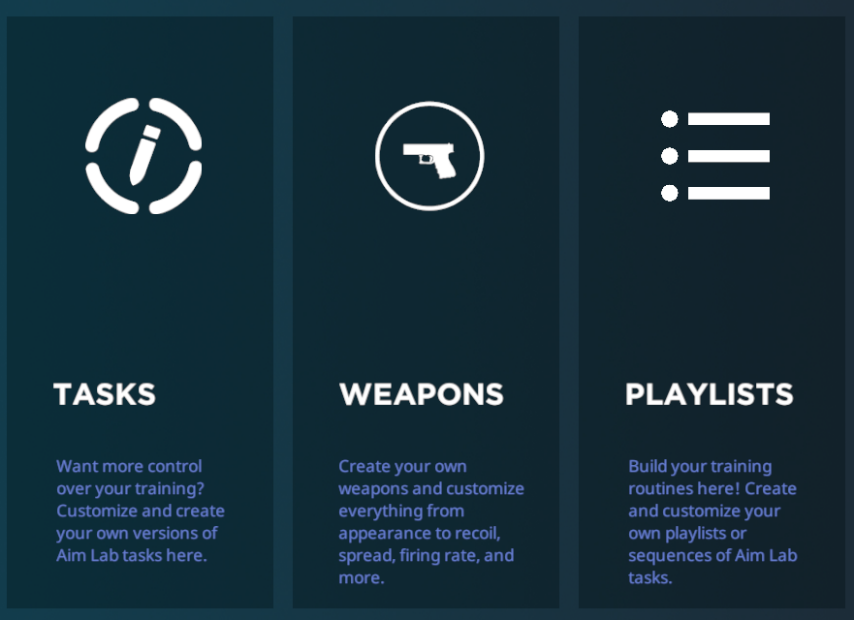 TASKS
Want more control
over your training?
Customize and create
your own versions of
Aim Lab tasks here.
WEAPONS
Create your own
weapons and customize
everything from
appearance to recoil,
spread, firing rate, and
more.
PLAYLISTS
Build your training
routines here! Create
and customize your
own playlists or
sequences of Aim Lab
tasks.